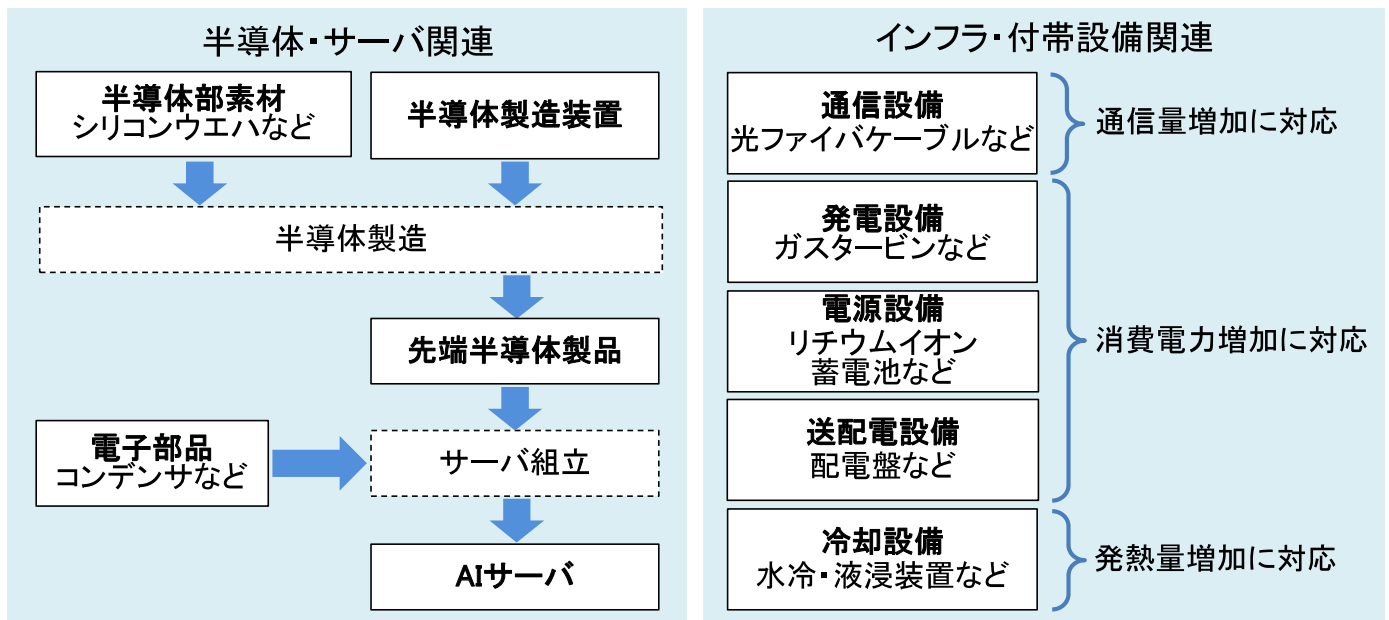 半導体・サーバ関連
半導体部素材
シリコンウエハなど
半導体製造装置
半導体製造
先端半導体製品
電子部品
コンデンサなど
サーバ組立
AIサーバ
インフラ・付帯設備関連
通信設備
光ファイバケーブルなど
通信量増加に対応
発電設備
ガスタービンなど
電源設備
リチウムイオン
蓄電池など
送配電設備
配電盤など
消費電力増加に対応
冷却設備
水冷・液浸装置など
発熱量増加に対応